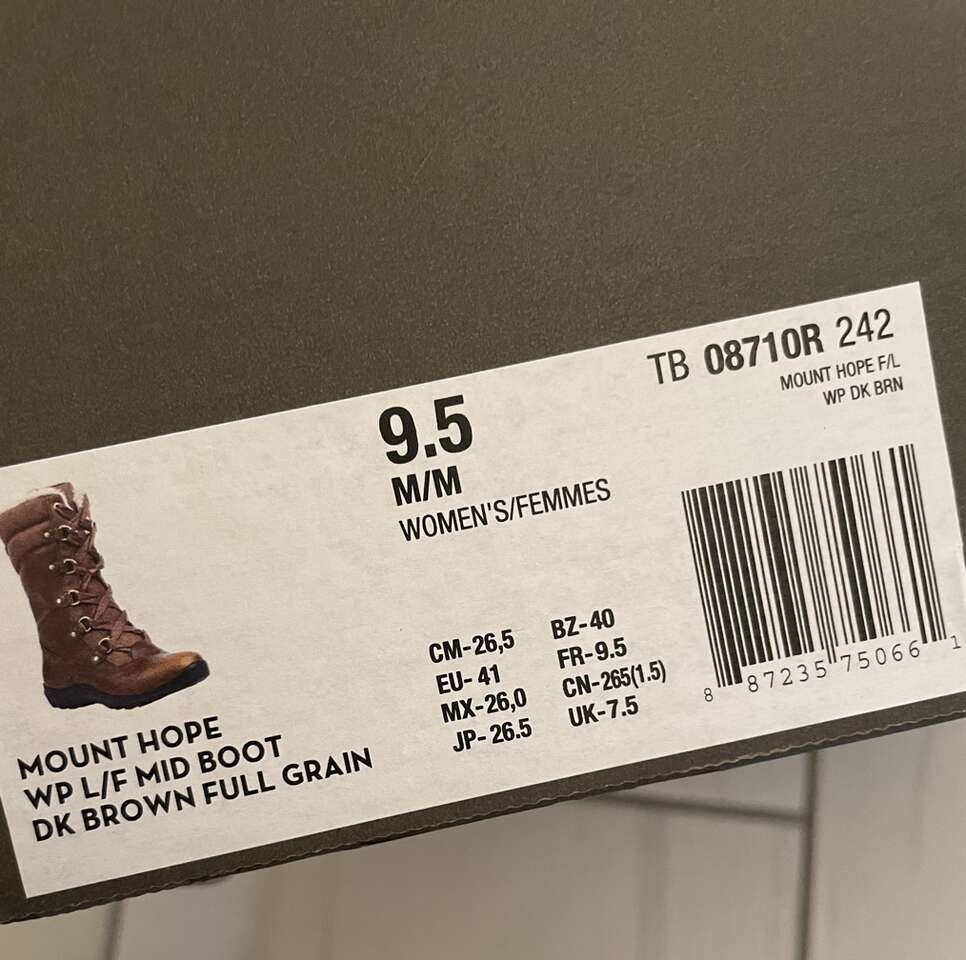 TB 08710R 242
MOUNT HOPE F/L
WP DK BRN
9.5
M/M
WOMEN'S/FEMMES
CM-26,5
EU- 41
MX-26,0
JP- 26.5
BZ-40
FR-9.5
CN-265(1.5)
UK-7.5
8 87235 75066 1
MOUNT HOPE
WP L/F MID BOOT
DK BROWN FULL GRAIN